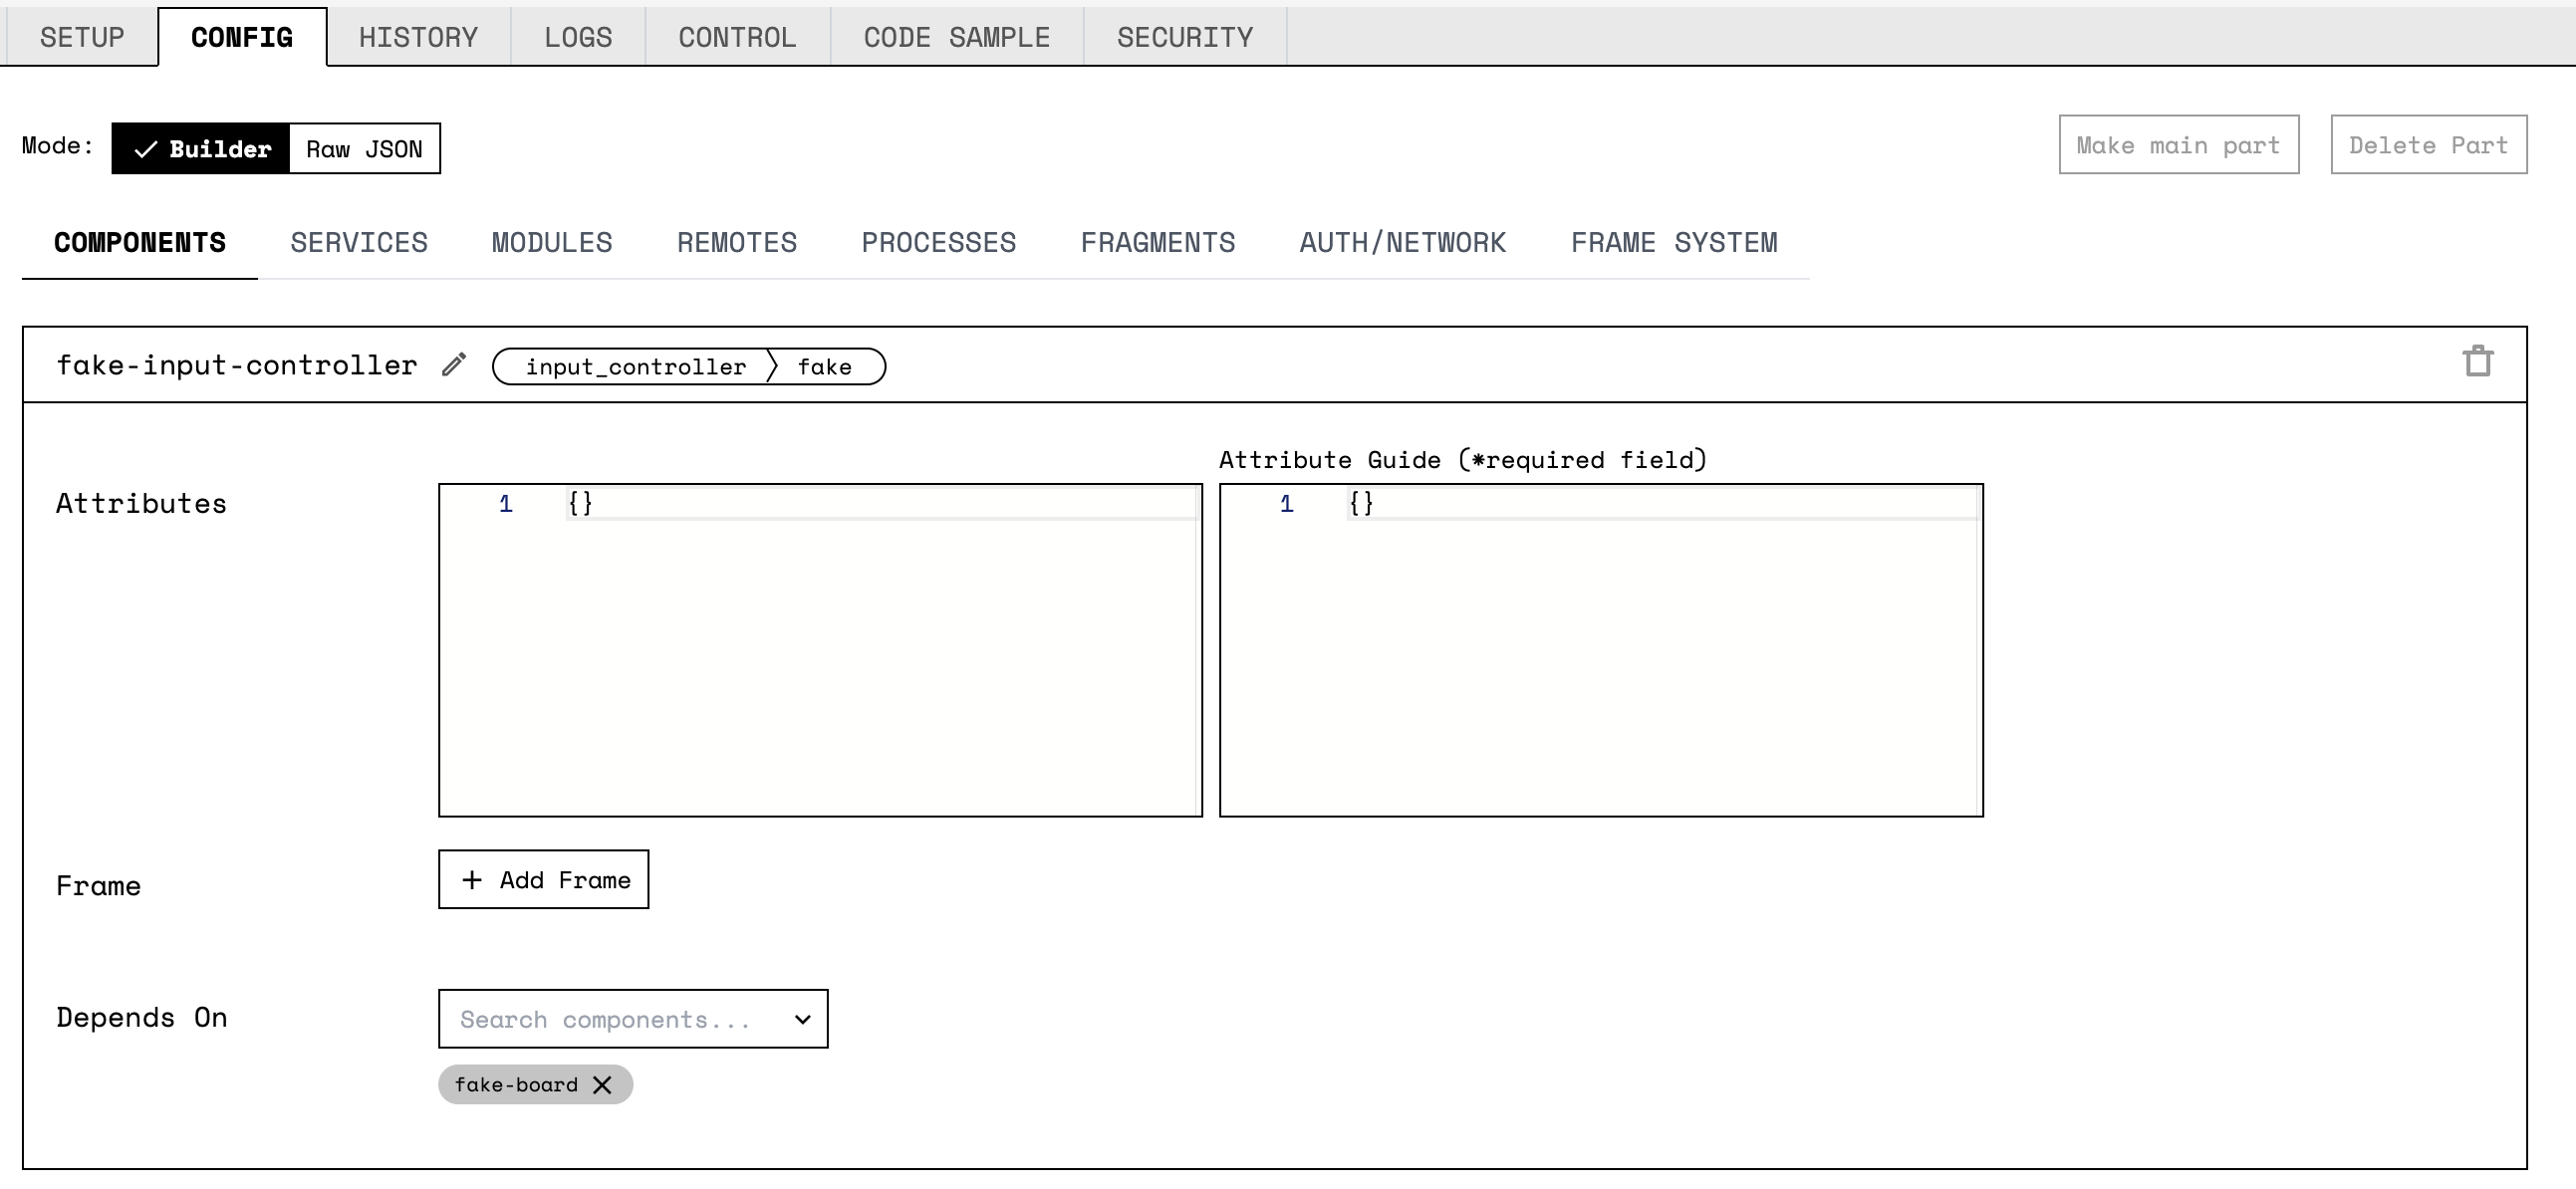 SETUP CONFIG HISTORY LOGS CONTROL CODE SAMPLE SECURITY
Mode: Builder Raw JSON Make main part Delete Part
COMPONENTS SERVICES MODULES REMOTES PROCESSES FRAGMENTS AUTH/NETWORK FRAME SYSTEM
fake-input-controller input_controller fake
Attribute Guide (*required field)
Attributes 1 {} 1 {}
Frame + Add Frame
Depends On Search components...
fake-board